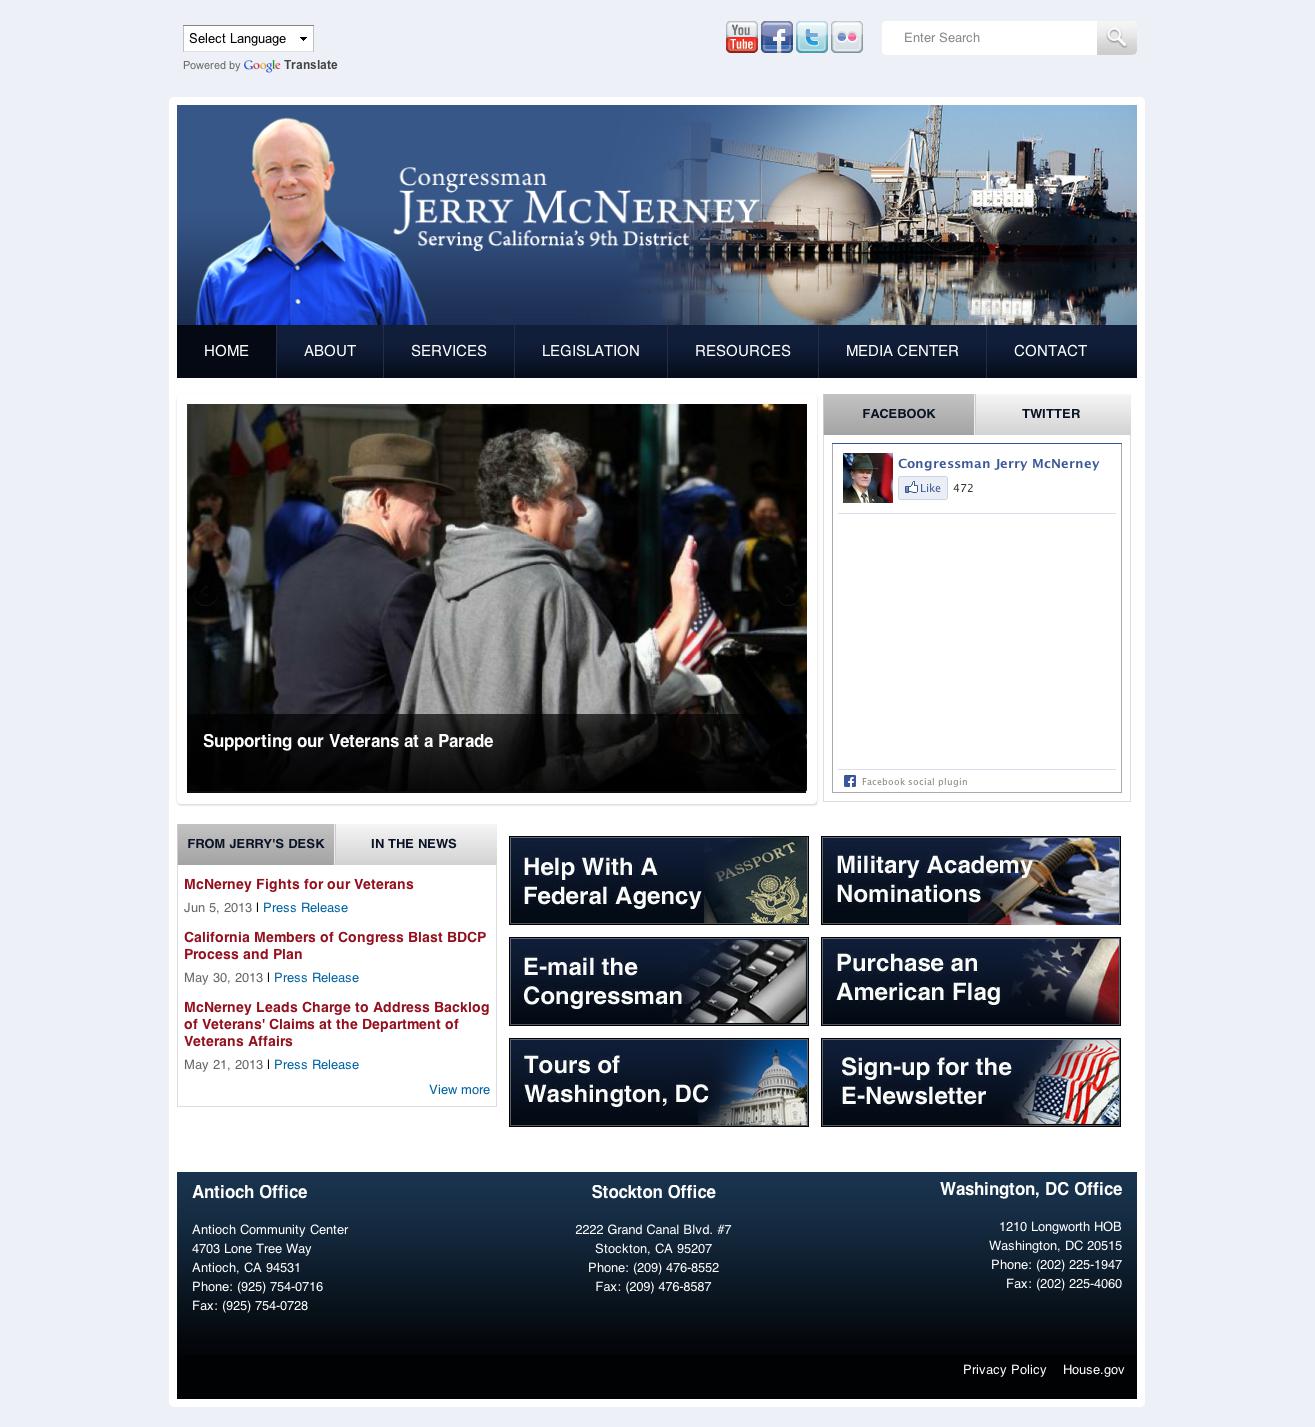 Select Language
Powered by Google Translate
You
Tube
Enter Search
Congressman
JERRY MCNERNEY
Serving California's 9th District
HOME
ABOUT
SERVICES
LEGISLATION
RESOURCES
MEDIA CENTER
CONTACT
Supporting our Veterans at a Parade
FACEBOOK
TWITTER
Congressman Jerry McNerney
Like 472
Facebook social plugin
FROM JERRY'S DESK
IN THE NEWS
McNerney Fights for our Veterans
Jun 5, 2013 | Press Release
California Members of Congress Blast BDCP
Process and Plan
May 30, 2013 | Press Release
McNerney Leads Charge to Address Backlog
of Veterans' Claims at the Department of
Veterans Affairs
May 21, 2013 | Press Release
View more
Help With A
Federal Agency
PASSPORT
Military Academy
Nominations
E-mail the
Congressman
Purchase an
American Flag
Tours of
Washington, DC
Sign-up for the
E-Newsletter
Antioch Office
Antioch Community Center
4703 Lone Tree Way
Antioch, CA 94531
Phone: (925) 754-0716
Fax: (925) 754-0728
Stockton Office
2222 Grand Canal Blvd. #7
Stockton, CA 95207
Phone: (209) 476-8552
Fax: (209) 476-8587
Washington, DC Office
1210 Longworth HOB
Washington, DC 20515
Phone: (202) 225-1947
Fax: (202) 225-4060
Privacy Policy
House.gov